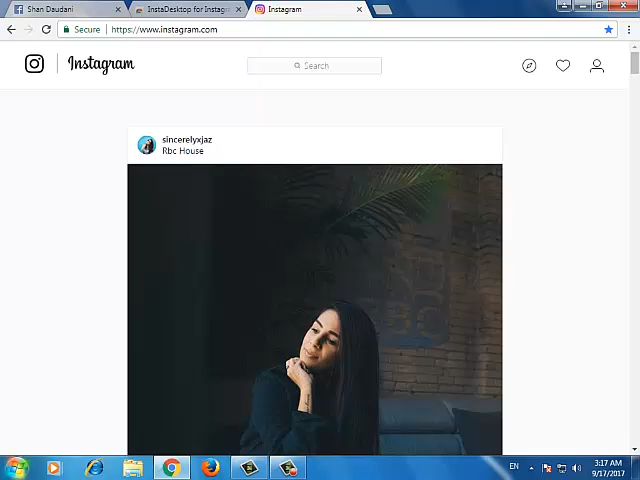 Shan Daudani
InstaDesktop for Instagr
Instagram
Secure
https://www.instagram.com
Instagram
Search
sincerelyxjaz
Rbc House
EN
3:17 AM
9/17/2017